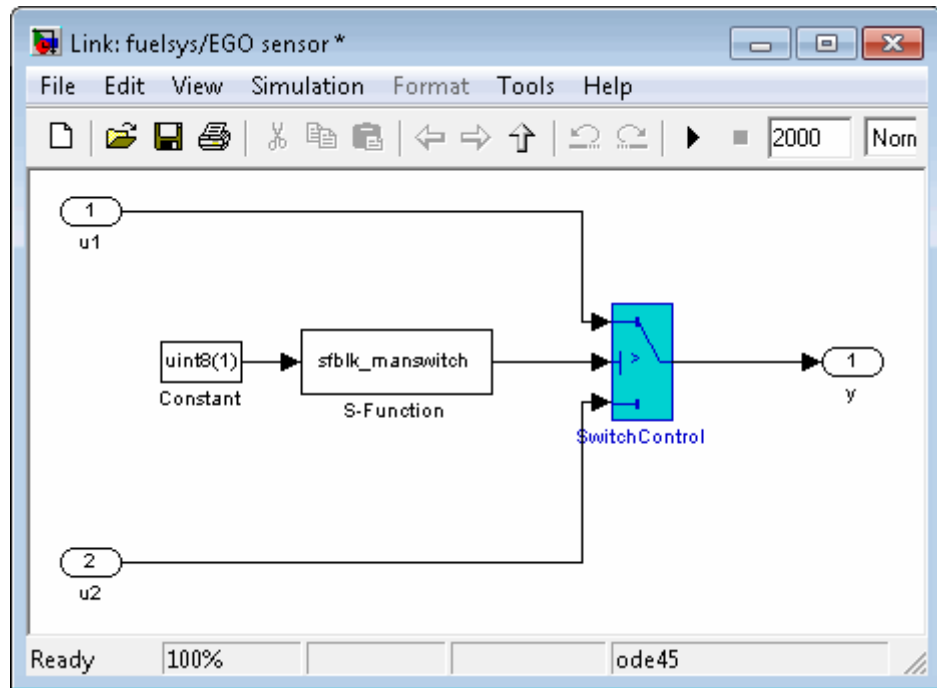 Link: fuelsys/EGO sensor *
File Edit View Simulation Format Tools Help
2000 Norn
1
u1
uint8(1)
Constant
sfblk_manswitch
S-Function
>
SwitchControl
1
y
2
u2
Ready 100% ode45